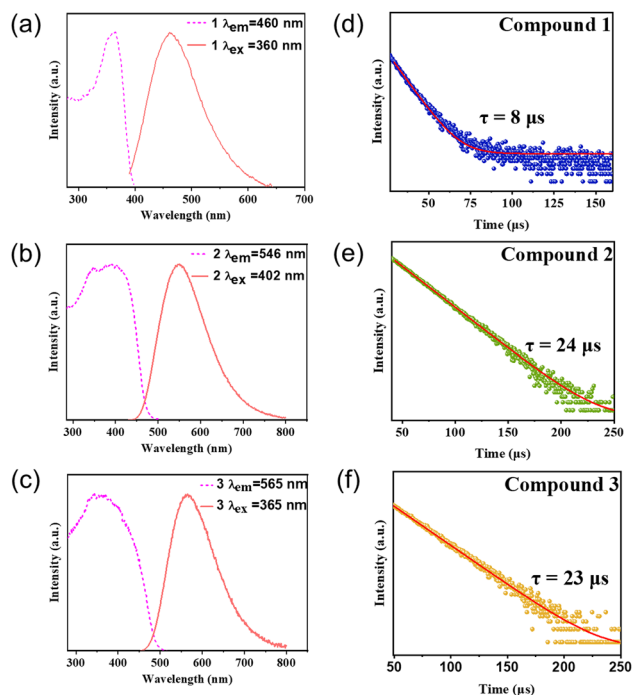 (a)
1 λem=460 nm
1 λex=360 nm
Intensity (a.u.)
300 400 500 600 700
Wavelength (nm)
(d)
Compound 1
τ = 8 μs
Intensity (a.u.)
50 75 100 125 150
Time (μs)
(b)
2 λem=546 nm
2 λex=402 nm
Intensity (a.u.)
300 400 500 600 700 800
Wavelength (nm)
(e)
Compound 2
τ = 24 μs
Intensity (a.u.)
50 100 150 200 250
Time (μs)
(c)
3 λem=565 nm
3 λex=365 nm
Intensity (a.u.)
300 400 500 600 700 800
Wavelength (nm)
(f)
Compound 3
τ = 23 μs
Intensity (a.u.)
50 100 150 200 250
Time (μs)